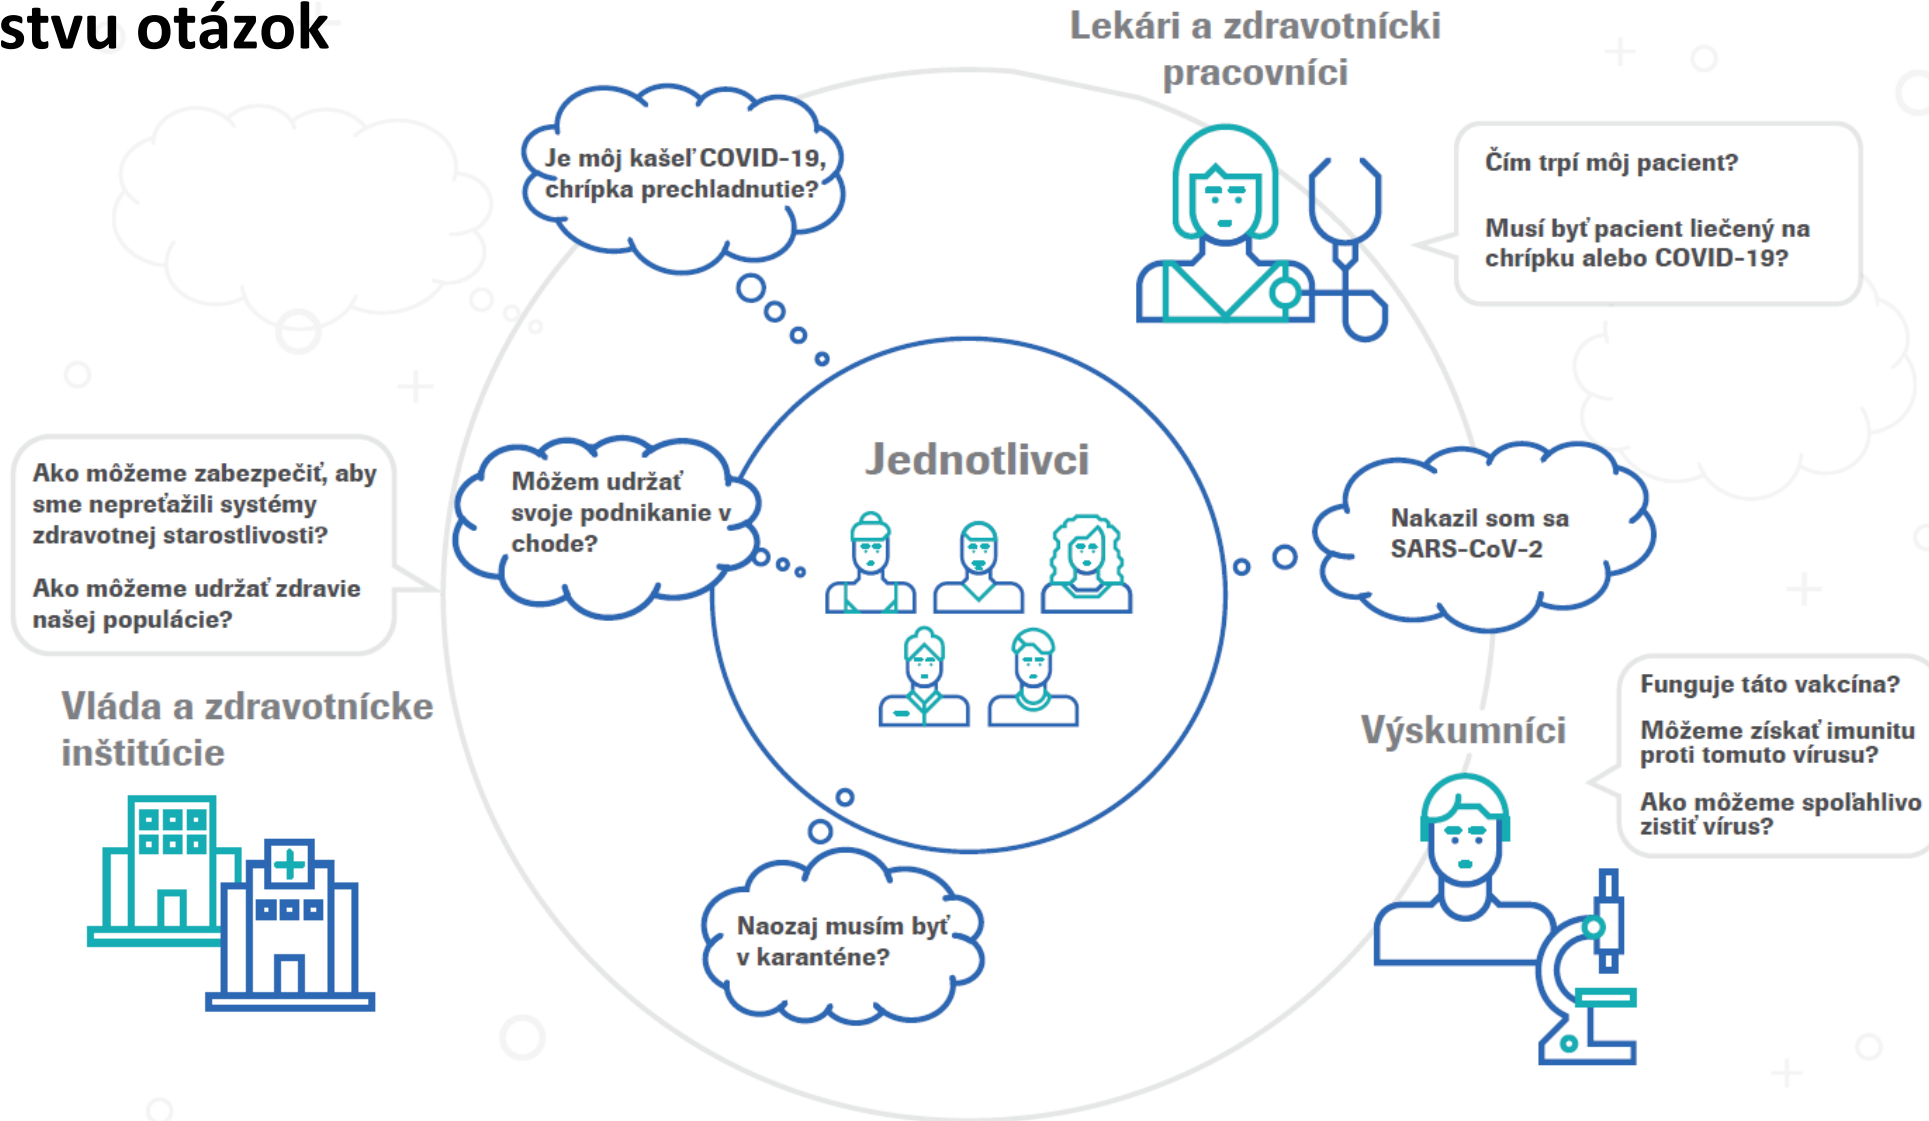 stvu otázok
Lekári a zdravotnícki
pracovníci
Je môj kašeľ COVID-19,
chrípka prechladnutie?
Čím trpí môj pacient?
Musí byť pacient liečený na
chrípku alebo COVID-19?
Jednotlivci
Ako môžeme zabezpečiť, aby
sme nepreťažili systémy
zdravotnej starostlivosti?
Ako môžeme udržať zdravie
našej populácie?
Môžem udržať
svoje podnikanie v
chode?
Nakazil som sa
SARS-CoV-2
Vláda a zdravotnícke
inštitúcie
Výskumníci
Funguje táto vakcína?
Môžeme získať imunitu
proti tomuto vírusu?
Ako môžeme spoľahlivo
zistiť vírus?
Naozaj musím byť
v karanténe?